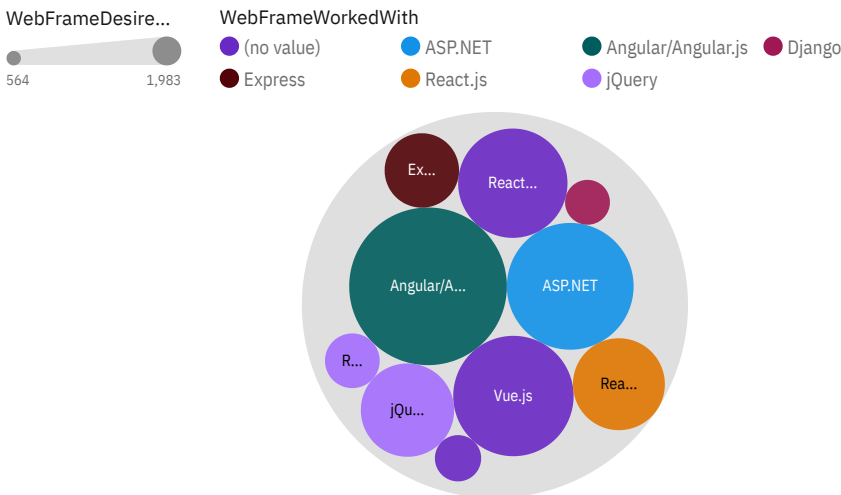 WebFrameDesire...
564 1,983
WebFrameWorkedWith
(no value) ASP.NET Angular/Angular.js Django
Express React.js jQuery
Ex...
React...
Angular/A...
ASP.NET
R...
Rea...
jQu...
Vue.js